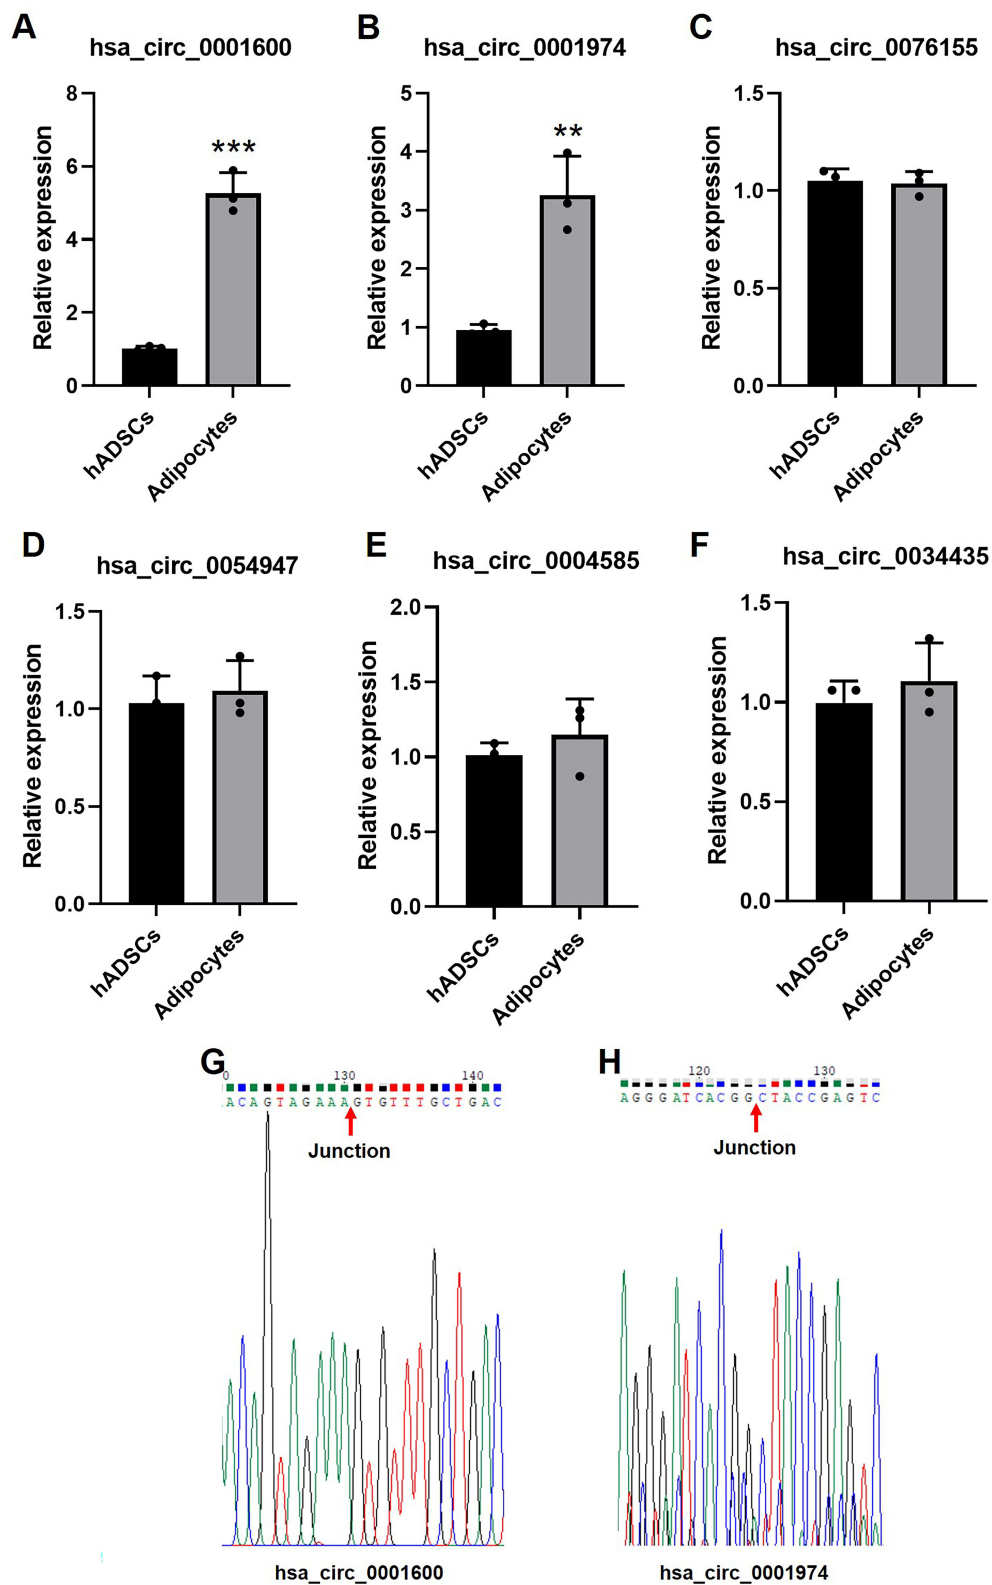 A
hsa_circ_0001600
Relative expression
8
6
4
2
0
***
hADSCs
Adipocytes
B
hsa_circ_0001974
Relative expression
5
4
3
2
1
0
**
hADSCs
Adipocytes
C
hsa_circ_0076155
Relative expression
1.5
1.0
0.5
0.0
hADSCs
Adipocytes
D
hsa_circ_0054947
Relative expression
1.5
1.0
0.5
0.0
hADSCs
Adipocytes
E
hsa_circ_0004585
Relative expression
2.0
1.5
1.0
0.5
0.0
hADSCs
Adipocytes
F
hsa_circ_0034435
Relative expression
1.5
1.0
0.5
0.0
hADSCs
Adipocytes
G
0 130 140
ACAGTAGAAAGTGTTTGCTGAC
Junction
hsa_circ_0001600
H
120 130
AGGGATCACGGCTACCGAGTC
Junction
hsa_circ_0001974